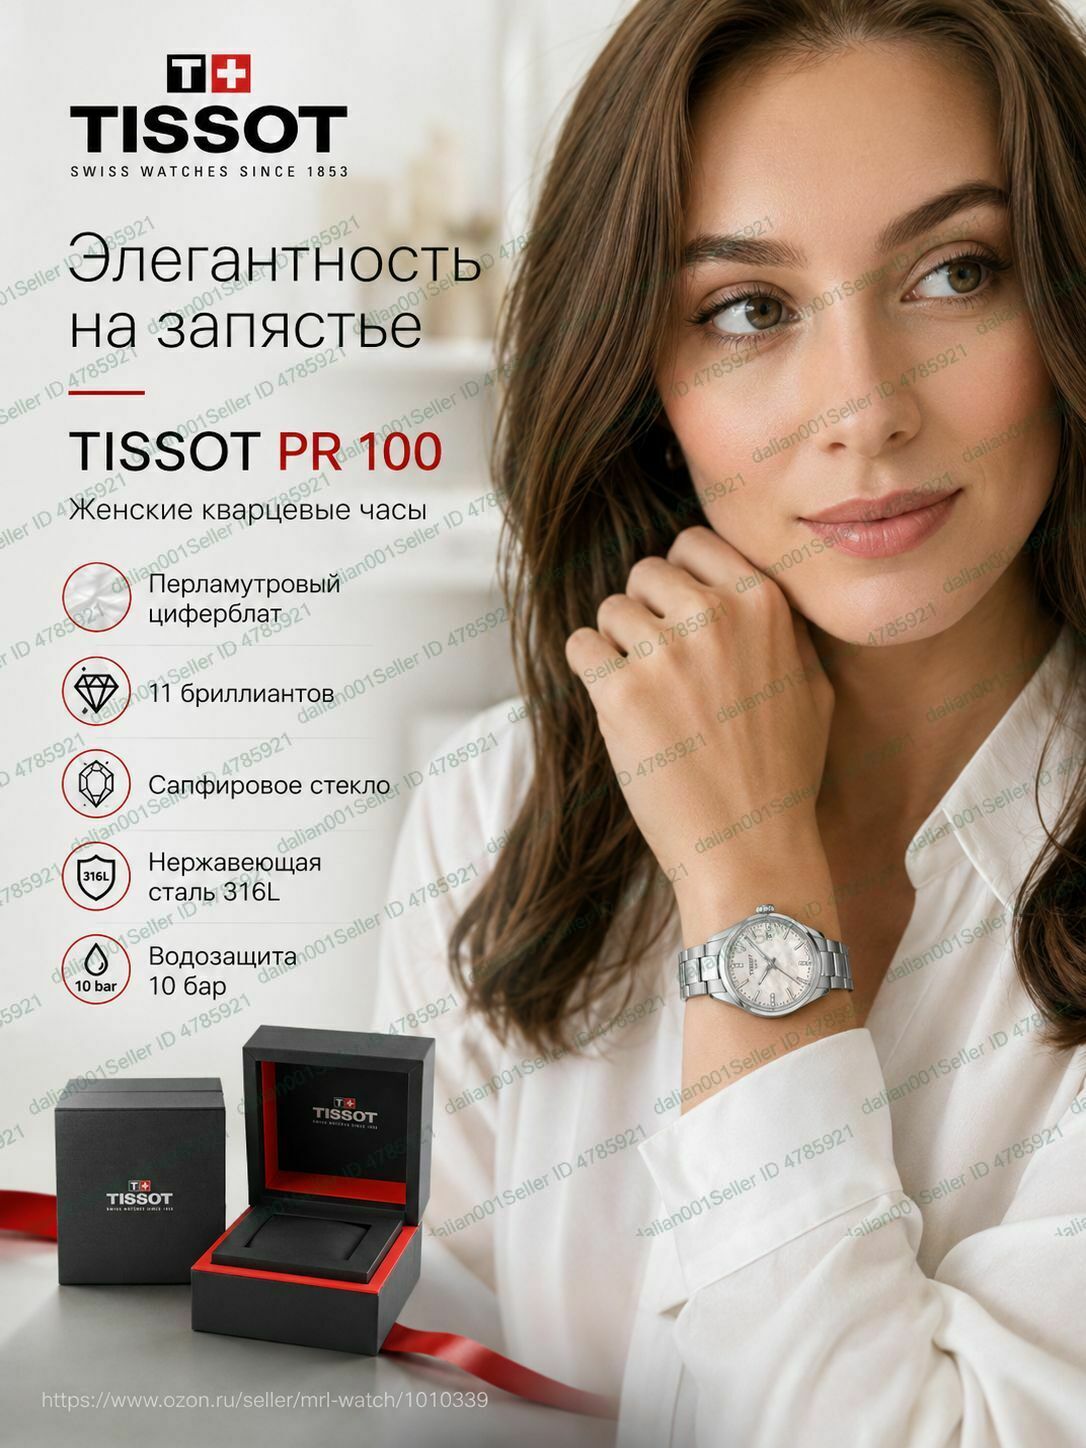 T+
TISSOT
SWISS WATCHES SINCE 1853
Элегантность
на запястье
TISSOT PR 100
Женские кварцевые часы
Перламутровый
циферблат
11 бриллиантов
Сапфировое стекло
316L
Нержавеющая
сталь 316L
10 bar
Водозащита
10 бар
TISSOT
TISSOT
SWISS WATCHES SINCE 1853
TISSOT
SWISS WATCHES SINCE 1853
https://www.ozon.ru/seller/mrl-watch/1010339
dalian001Seller ID 4785921